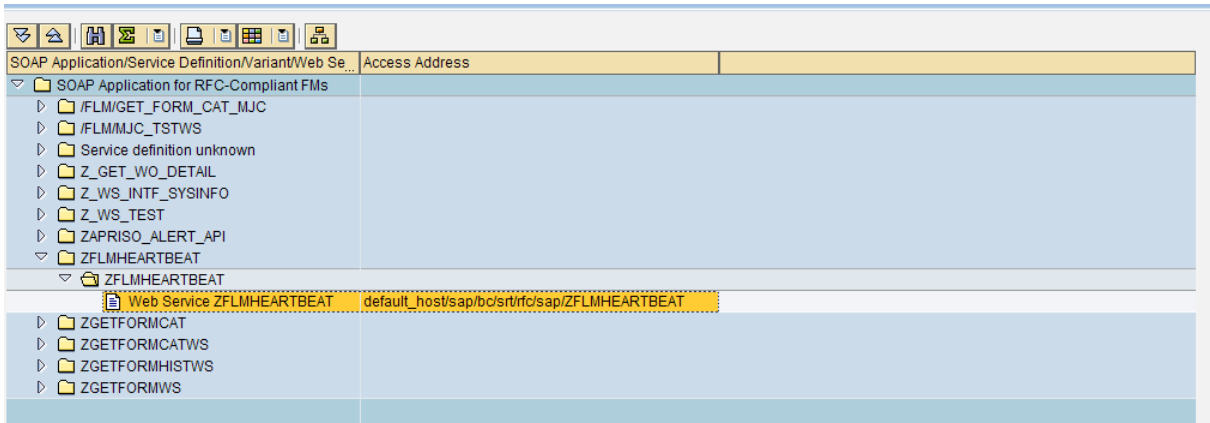 SOAP Application/Service Definition/Variant/Web Se... Access Address
SOAP Application for RFC-Compliant FMs
/FLM/GET_FORM_CAT_MJC
/FLM/MJC_TSTWS
Service definition unknown
Z_GET_WO_DETAIL
Z_WS_INTF_SYSINFO
Z_WS_TEST
ZAPRISO_ALERT_API
ZFLMHEARTBEAT
ZFLMHEARTBEAT
Web Service ZFLMHEARTBEAT default_host/sap/bc/srt/rfc/sap/ZFLMHEARTBEAT
ZGETFORMCAT
ZGETFORMCATWS
ZGETFORMHISTWS
ZGETFORMWS